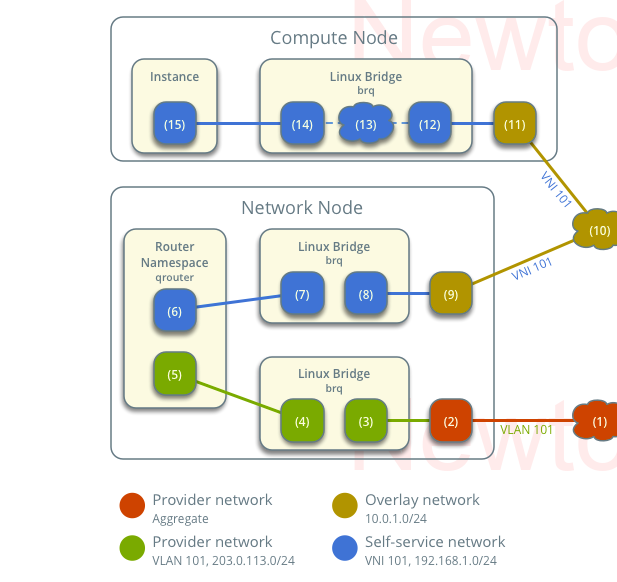 Newto
Compute Node
Instance
Linux Bridge
brq
(15)
(14)
(13)
(12)
(11)
VNI 101
(10)
VNI 101
Network Node
Router
Namespace
qrouter
Linux Bridge
brq
(6)
(7)
(8)
(9)
(5)
Linux Bridge
brq
(4)
(3)
(2)
VLAN 101
(1)
Newto
Provider network
Aggregate
Overlay network
10.0.1.0/24
Provider network
VLAN 101, 203.0.113.0/24
Self-service network
VNI 101, 192.168.1.0/24